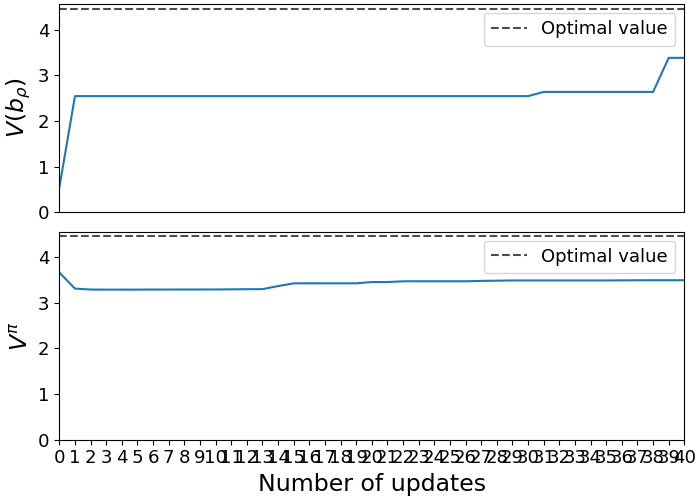 4
3
2
1
0
V(b_ρ)
Optimal value
4
3
2
1
0
V^π
Optimal value
0 1 2 3 4 5 6 7 8 9 10 11 12 13 14 15 16 17 18 19 20 21 22 23 24 25 26 27 28 29 30 31 32 33 34 35 36 37 38 39 40
Number of updates